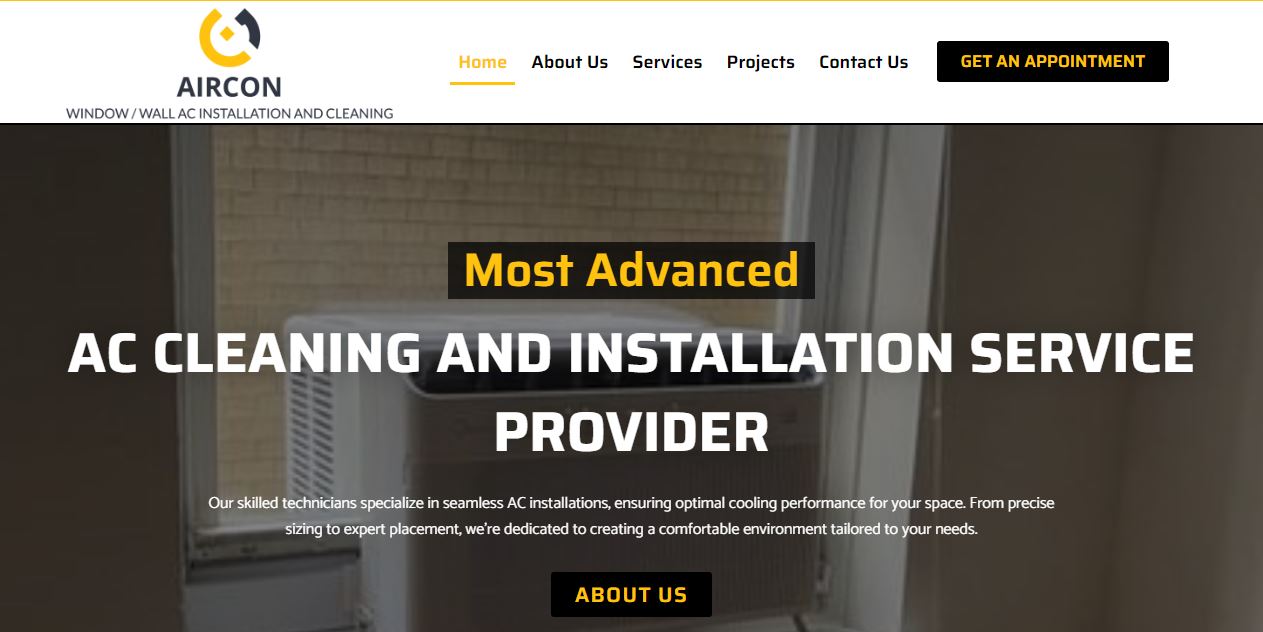 AIRCON
WINDOW / WALL AC INSTALLATION AND CLEANING
Home About Us Services Projects Contact Us GET AN APPOINTMENT
Most Advanced
AC CLEANING AND INSTALLATION SERVICE
PROVIDER
Our skilled technicians specialize in seamless AC installations, ensuring optimal cooling performance for your space. From precise
sizing to expert placement, we're dedicated to creating a comfortable environment tailored to your needs.
ABOUT US